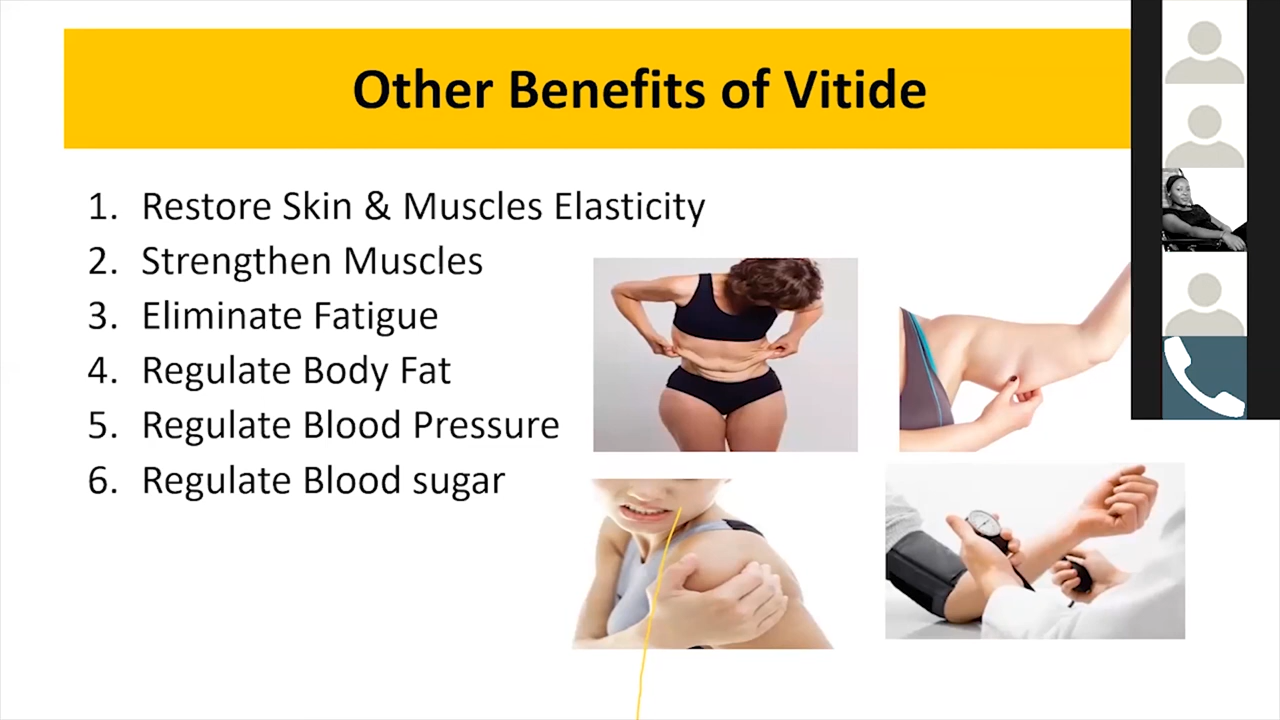 Other Benefits of Vitide
1. Restore Skin & Muscles Elasticity
2. Strengthen Muscles
3. Eliminate Fatigue
4. Regulate Body Fat
5. Regulate Blood Pressure
6. Regulate Blood sugar